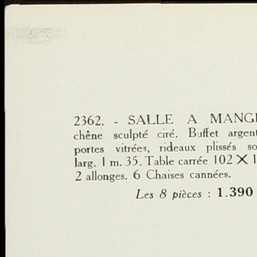 2362. - SALLE A MANG
chêne sculpté ciré. Buffet argent
portes vitrées, rideaux plissés so
larg. 1 m. 35. Table carrée 102 × 1
2 allonges. 6 Chaises cannées.
Les 8 pièces : 1.390